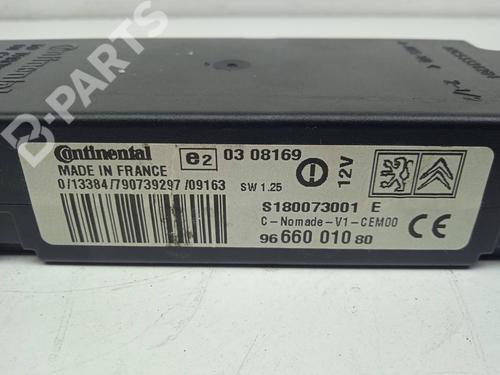 Continental
e2
03 08169
MADE IN FRANCE
0/13384/790739297/09163
SW 1.25
12V
S180073001 E
C-Nomade-V1-CEM00
96 660 010 80
CE
B-PARTS